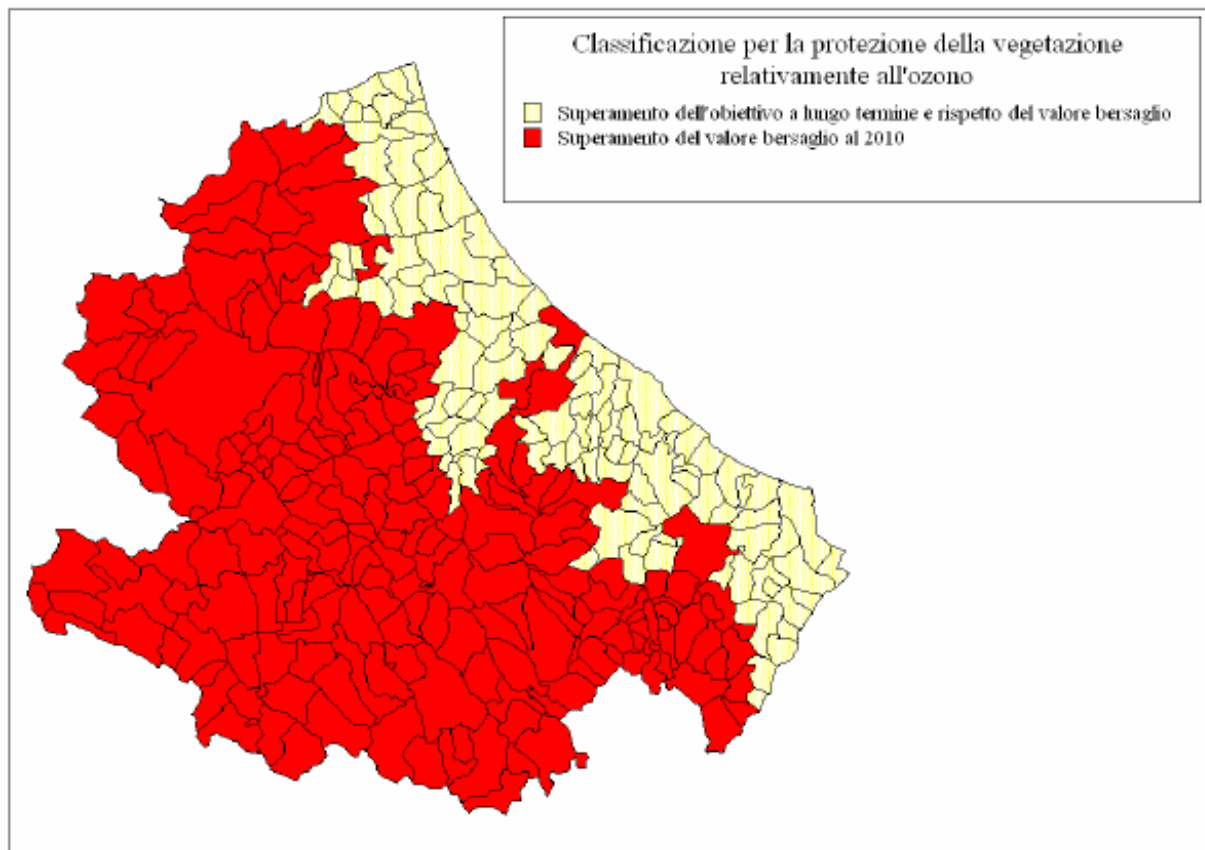 Classificazione per la protezione della vegetazione
relativamente all'ozono
Superamento dell'obiettivo a lungo termine e rispetto del valore bersaglio
Superamento del valore bersaglio al 2010